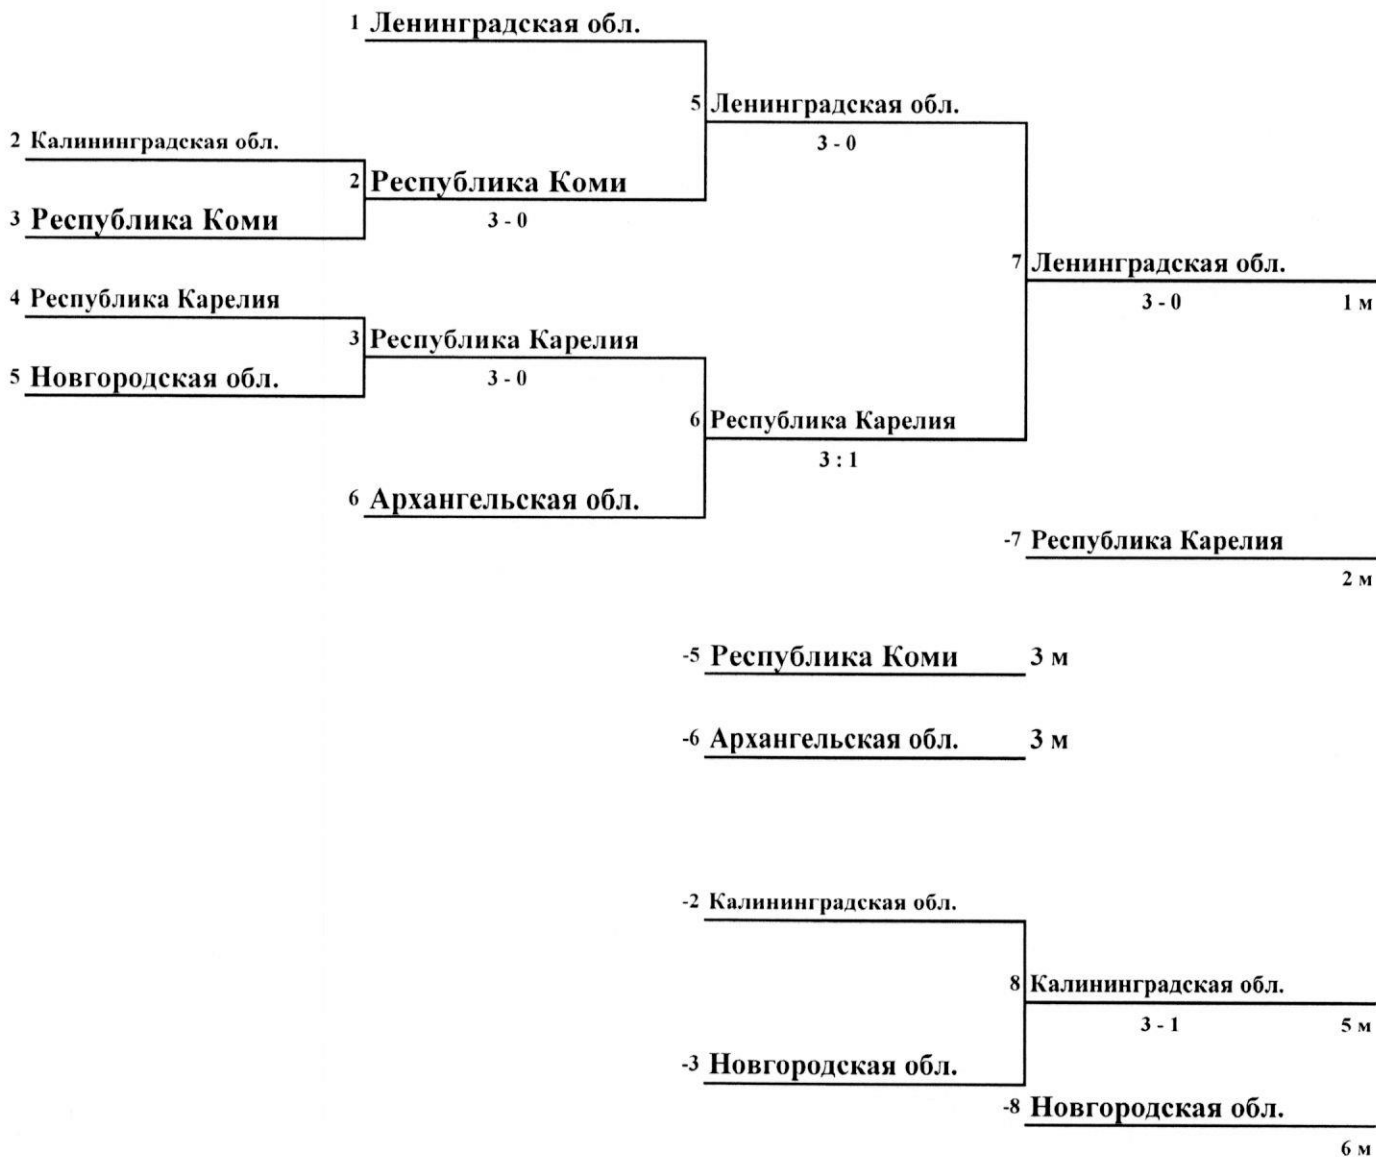 1 Ленинградская обл.
5 Ленинградская обл.
3 - 0
2 Калининградская обл.
2 Республика Коми
3 - 0
3 Республика Коми
7 Ленинградская обл.
3 - 0 1 м
4 Республика Карелия
3 Республика Карелия
3 - 0
5 Новгородская обл.
6 Республика Карелия
3 : 1
6 Архангельская обл.
-7 Республика Карелия
2 м
-5 Республика Коми 3 м
-6 Архангельская обл. 3 м
-2 Калининградская обл.
8 Калининградская обл.
3 - 1 5 м
-3 Новгородская обл.
-8 Новгородская обл.
6 м